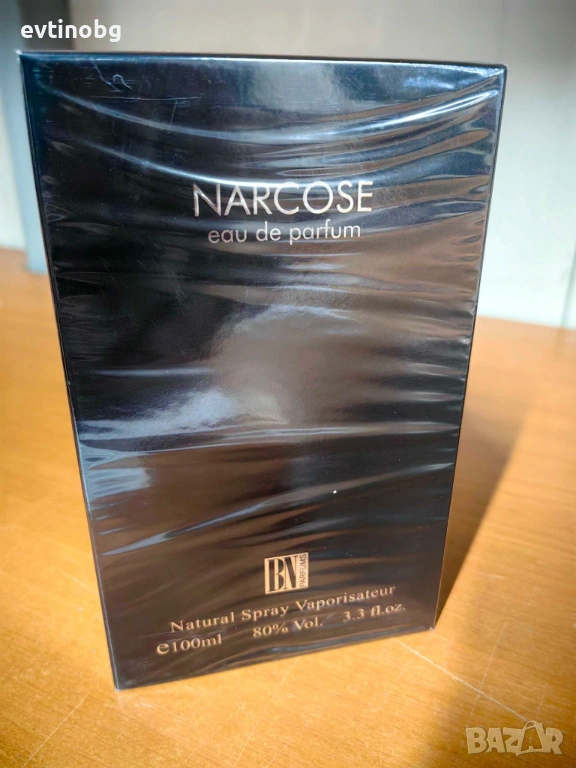 evtinobg
NARCOSE
eau de parfum
BN
PARFUMS
Natural Spray Vaporisateur
e100ml 80% Vol. 3.3 fl.oz.
BAZAR